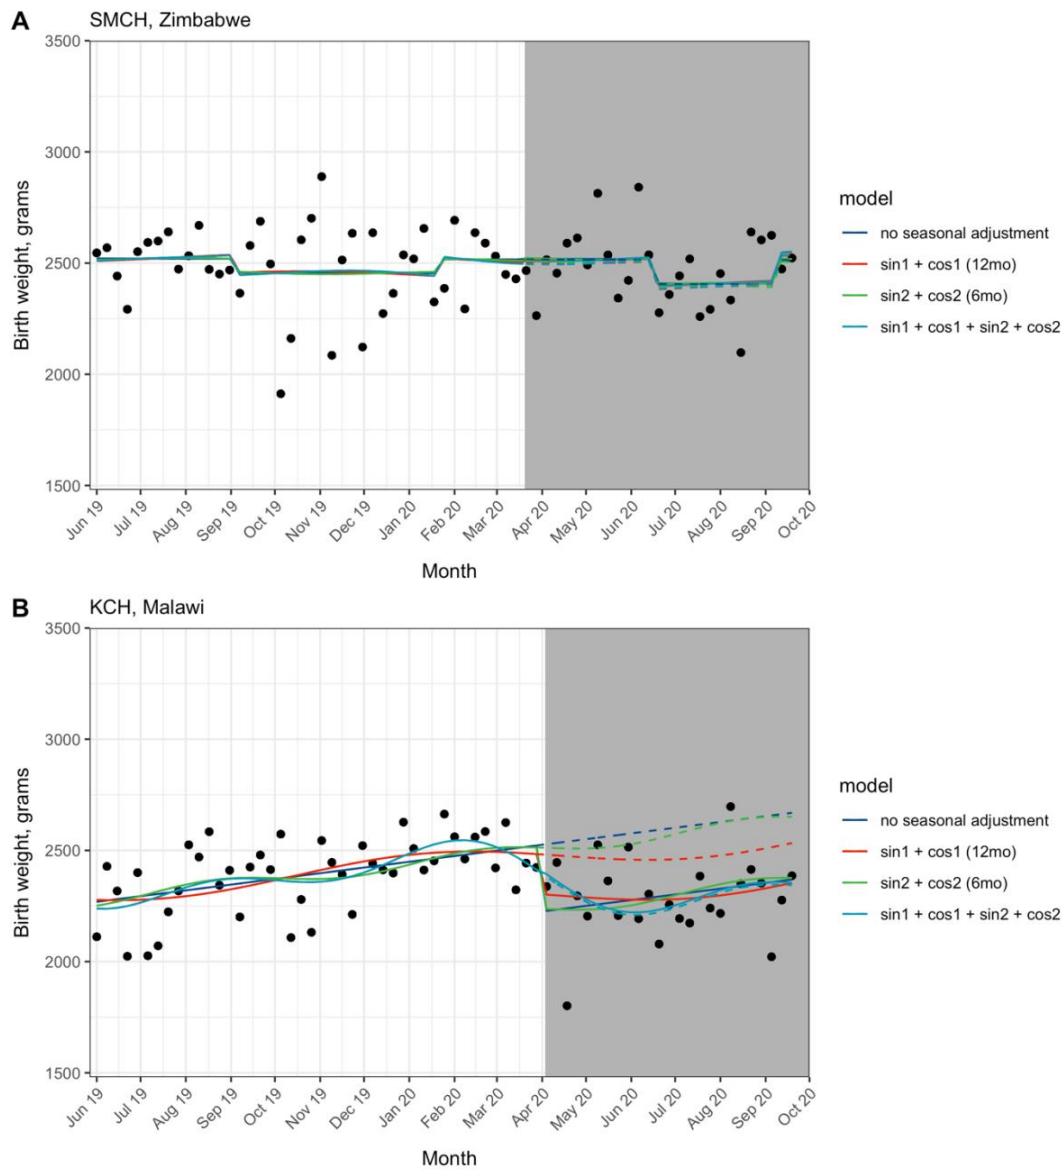 A
SMCH, Zimbabwe
3500
3000
2500
2000
1500
Birth weight, grams
Jun 19
Jul 19
Aug 19
Sep 19
Oct 19
Nov 19
Dec 19
Jan 20
Feb 20
Mar 20
Apr 20
May 20
Jun 20
Jul 20
Aug 20
Sep 20
Oct 20
Month
model
no seasonal adjustment
sin1 + cos1 (12mo)
sin2 + cos2 (6mo)
sin1 + cos1 + sin2 + cos2
B
KCH, Malawi
3500
3000
2500
2000
1500
Birth weight, grams
Jun 19
Jul 19
Aug 19
Sep 19
Oct 19
Nov 19
Dec 19
Jan 20
Feb 20
Mar 20
Apr 20
May 20
Jun 20
Jul 20
Aug 20
Sep 20
Oct 20
Month
model
no seasonal adjustment
sin1 + cos1 (12mo)
sin2 + cos2 (6mo)
sin1 + cos1 + sin2 + cos2